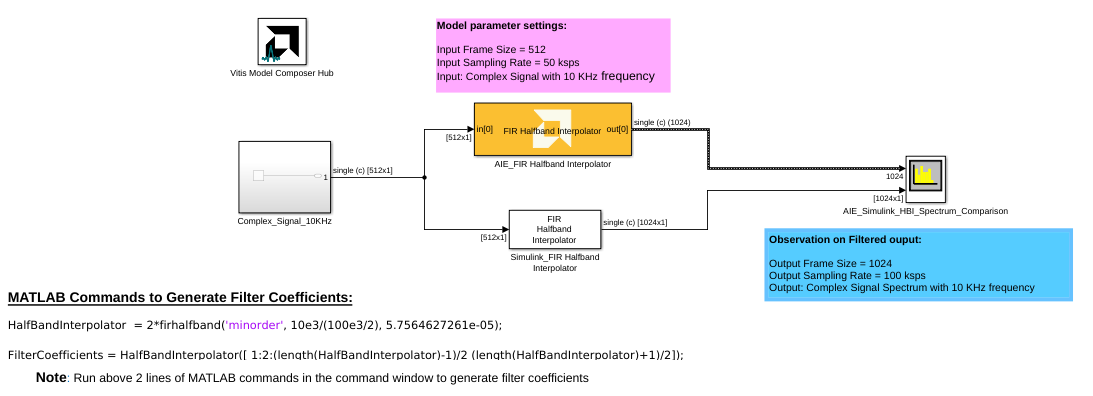 Model parameter settings:
Input Frame Size = 512
Input Sampling Rate = 50 ksps
Input: Complex Signal with 10 KHz frequency
Vitis Model Composer Hub
in[0]
FIR Halfband Interpolator
out[0]
single (c) (1024)
[512x1]
AIE_FIR Halfband Interpolator
1
single (c) [512x1]
Complex_Signal_10KHz
1024
[1024x1]
AIE_Simulink_HBI_Spectrum_Comparison
FIR
Halfband
Interpolator
single (c) [1024x1]
[512x1]
Simulink_FIR Halfband
Interpolator
Observation on Filtered ouput:
Output Frame Size = 1024
Output Sampling Rate = 100 ksps
Output: Complex Signal Spectrum with 10 KHz frequency
MATLAB Commands to Generate Filter Coefficients:
HalfBandInterpolator = 2*firhalfband('minorder', 10e3/(100e3/2), 5.7564627261e-05);
FilterCoefficients = HalfBandInterpolator([ 1:2:(length(HalfBandInterpolator)-1)/2 (length(HalfBandInterpolator)+1)/2]);
Note: Run above 2 lines of MATLAB commands in the command window to generate filter coefficients